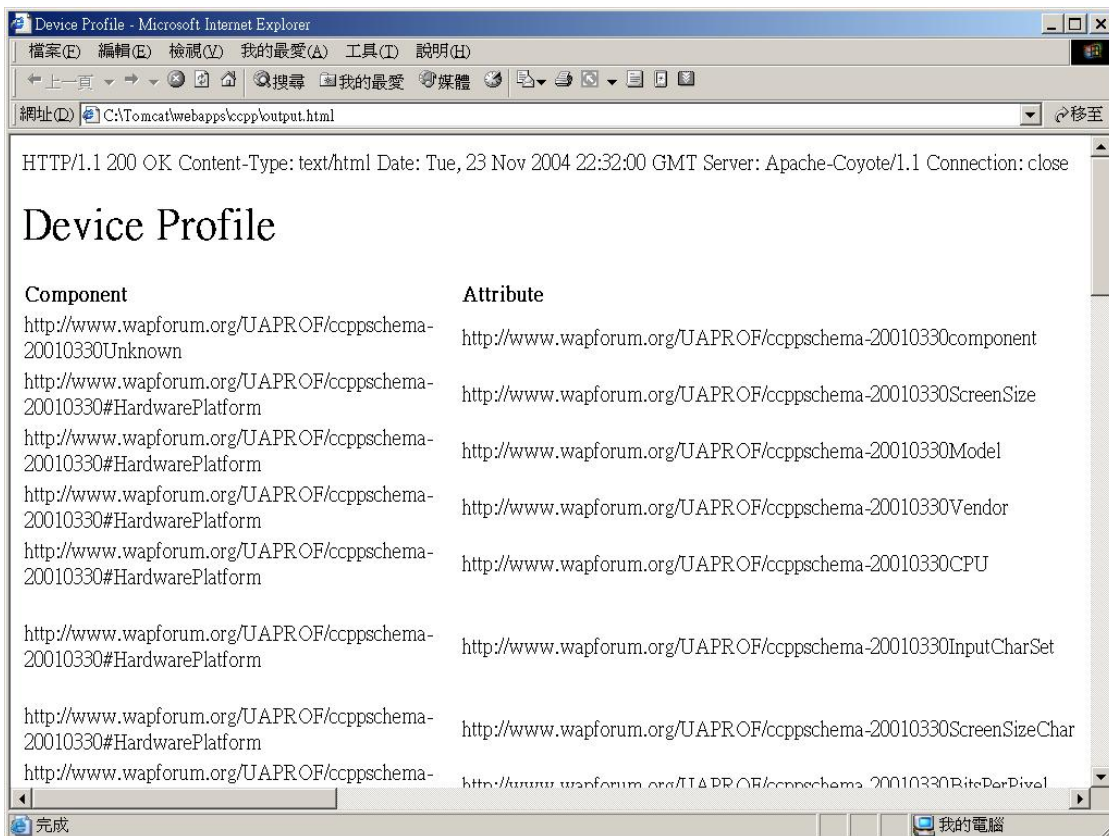 Device Profile - Microsoft Internet Explorer
檔案(F) 編輯(E) 檢視(V) 我的最愛(A) 工具(T) 說明(H)
上一頁 搜尋 我的最愛 媒體
網址(D) C:\Tomcat\webapps\ccpp\output.html 移至
HTTP/1.1 200 OK Content-Type: text/html Date: Tue, 23 Nov 2004 22:32:00 GMT Server: Apache-Coyote/1.1 Connection: close
Device Profile
Component Attribute
http://www.wapforum.org/UAPROF/ccppschema-
20010330Unknown
http://www.wapforum.org/UAPROF/ccppschema-20010330component
http://www.wapforum.org/UAPROF/ccppschema-
20010330#HardwarePlatform
http://www.wapforum.org/UAPROF/ccppschema-20010330ScreenSize
http://www.wapforum.org/UAPROF/ccppschema-
20010330#HardwarePlatform
http://www.wapforum.org/UAPROF/ccppschema-20010330Model
http://www.wapforum.org/UAPROF/ccppschema-
20010330#HardwarePlatform
http://www.wapforum.org/UAPROF/ccppschema-20010330Vendor
http://www.wapforum.org/UAPROF/ccppschema-
20010330#HardwarePlatform
http://www.wapforum.org/UAPROF/ccppschema-20010330CPU
http://www.wapforum.org/UAPROF/ccppschema-
20010330#HardwarePlatform
http://www.wapforum.org/UAPROF/ccppschema-20010330InputCharSet
http://www.wapforum.org/UAPROF/ccppschema-
20010330#HardwarePlatform
http://www.wapforum.org/UAPROF/ccppschema-20010330ScreenSizeChar
http://www.wapforum.org/UAPROF/ccppschema-
http://www.wapforum.org/UAPROF/ccppschema-20010330BitsPerPixel
完成 我的電腦